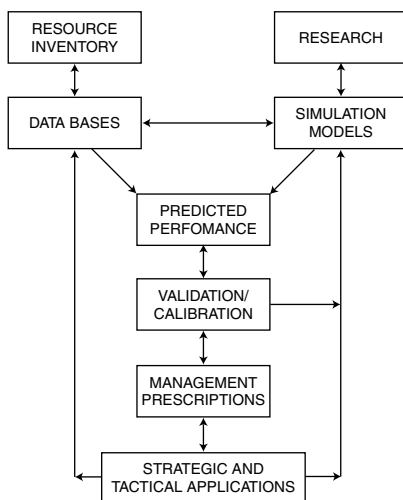 RESOURCE
INVENTORY
RESEARCH
DATA BASES
SIMULATION
MODELS
PREDICTED
PERFOMANCE
VALIDATION/
CALIBRATION
MANAGEMENT
PRESCRIPTIONS
STRATEGIC AND
TACTICAL APPLICATIONS